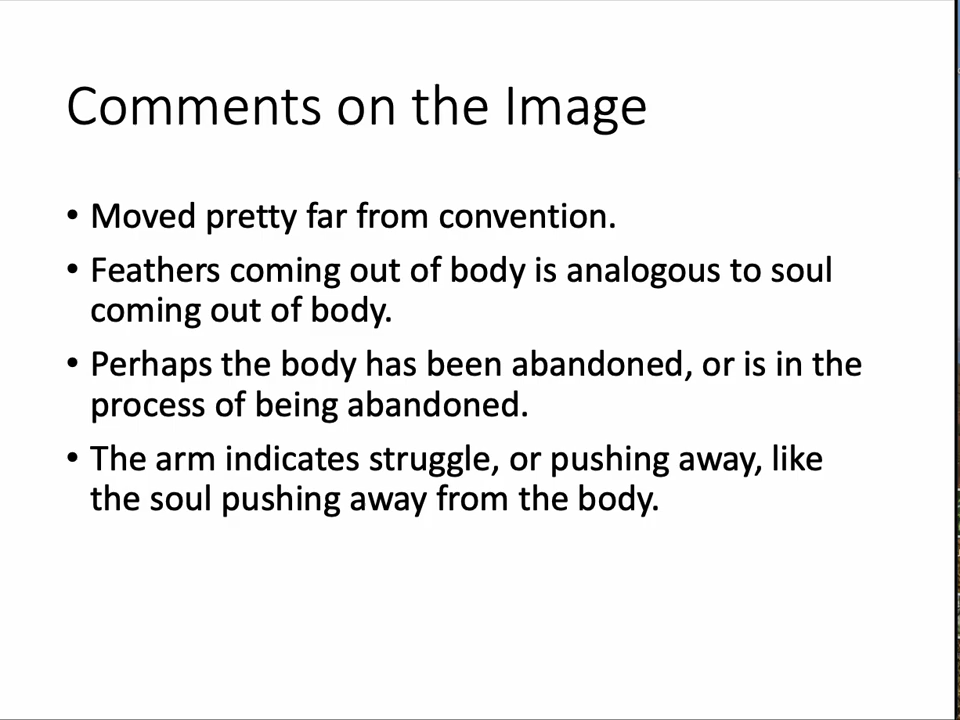 Comments on the Image
• Moved pretty far from convention.
• Feathers coming out of body is analogous to soul
coming out of body.
• Perhaps the body has been abandoned, or is in the
process of being abandoned.
• The arm indicates struggle, or pushing away, like
the soul pushing away from the body.